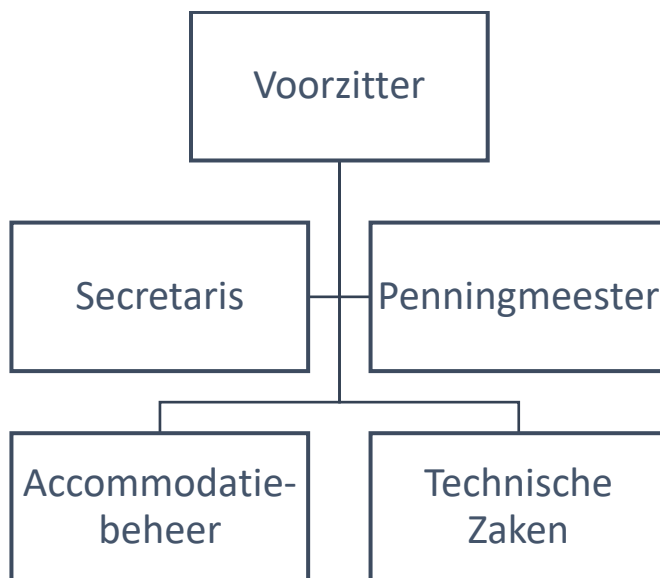 Voorzitter
Secretaris
Penningmeester
Accommodatie-
beheer
Technische
Zaken